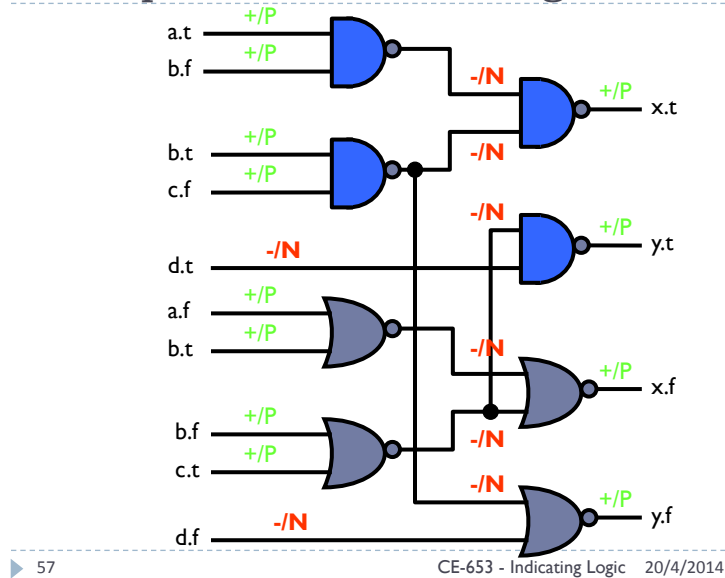 +/P
a.t
+/P
b.f
-/N
+/P
x.t
+/P
b.t
-/N
+/P
c.f
-/N
+/P
y.t
-/N
d.t
+/P
a.f
+/P
b.t
-/N
+/P
x.f
+/P
b.f
-/N
+/P
c.t
-/N
+/P
y.f
-/N
d.f
57 CE-653 - Indicating Logic 20/4/2014